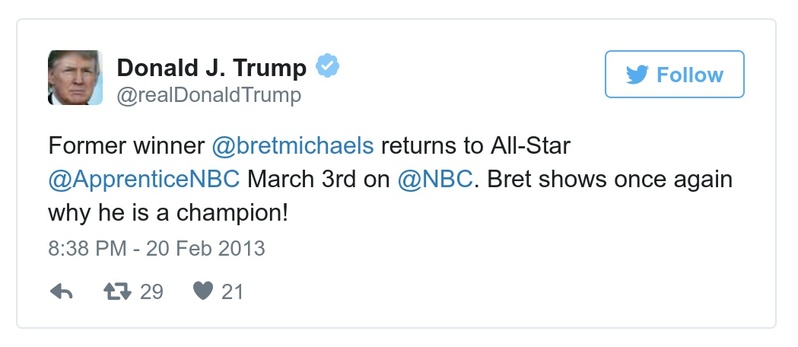 Donald J. Trump
@realDonaldTrump
Follow
Former winner @bretmichaels returns to All-Star
@ApprenticeNBC March 3rd on @NBC. Bret shows once again
why he is a champion!
8:38 PM - 20 Feb 2013
29 21